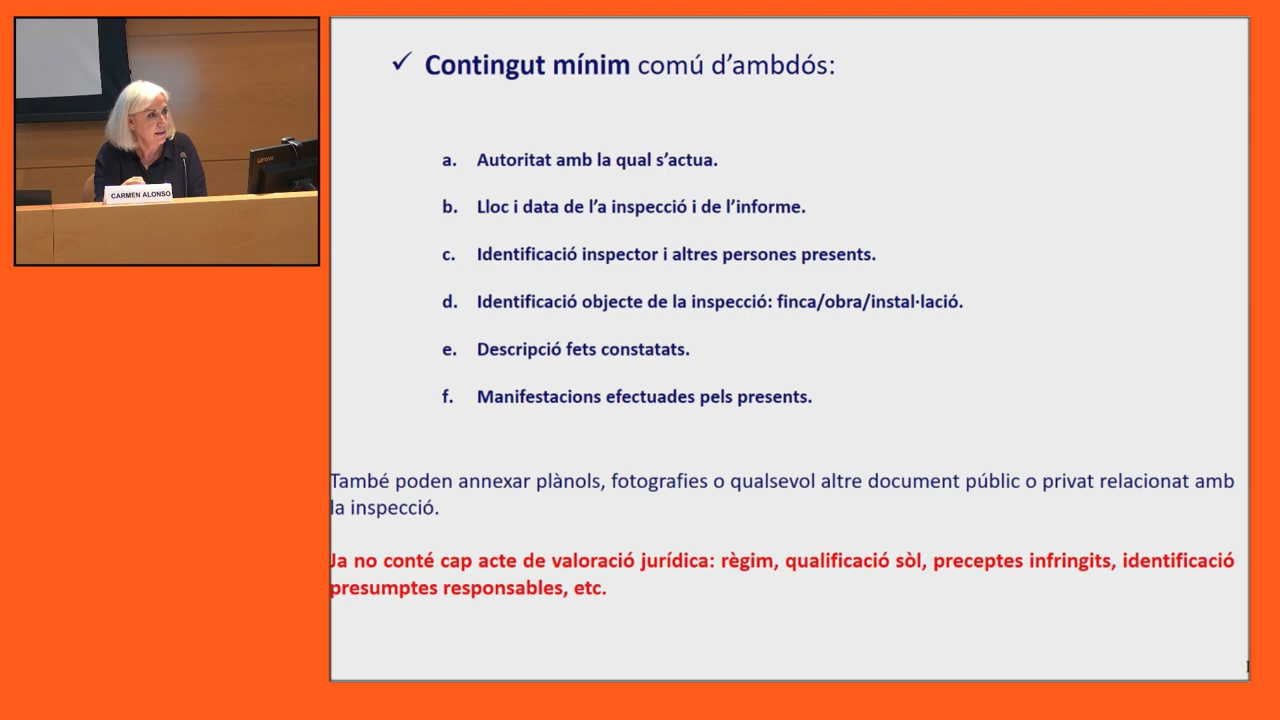 ✓ Contingut mínim comú d'ambdós:
a. Autoritat amb la qual s'actua.
b. Lloc i data de l'a inspecció i de l'informe.
c. Identificació inspector i altres persones presents.
d. Identificació objecte de la inspecció: finca/obra/instal·lació.
e. Descripció fets constatats.
f. Manifestacions efectuades pels presents.
També poden annexar plànols, fotografies o qualsevol altre document públic o privat relacionat amb
la inspecció.
Ja no conté cap acte de valoració jurídica: règim, qualificació sòl, preceptes infringits, identificació
presumptes responsables, etc.
CARMEN ALONSO
Lenovo